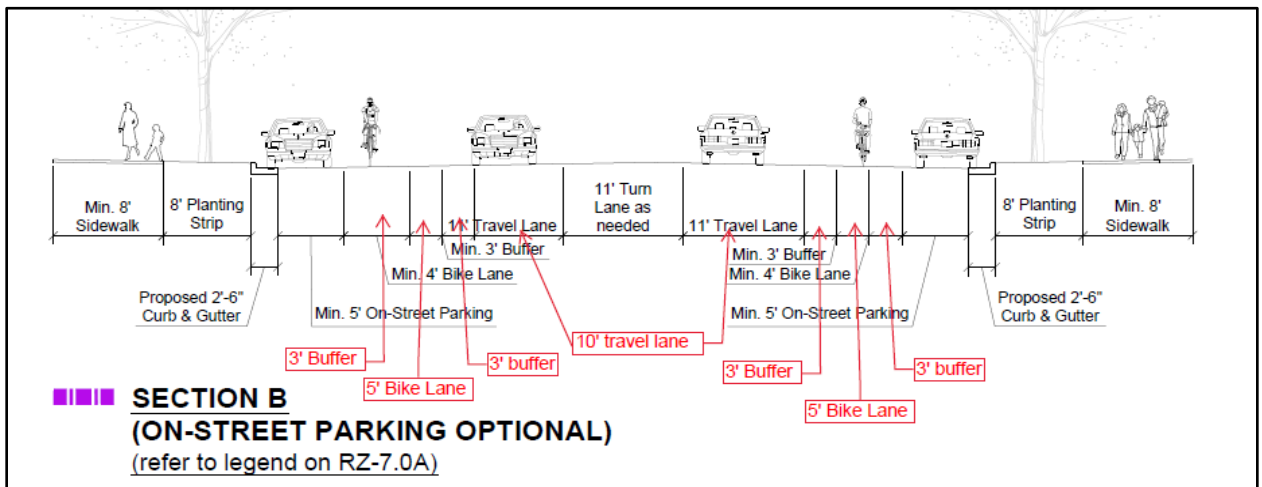 Min. 8'
Sidewalk
8' Planting
Strip
11' Travel Lane
11' Turn
Lane as
needed
11' Travel Lane
8' Planting
Strip
Min. 8'
Sidewalk
Min. 3' Buffer
Min. 3' Buffer
Min. 4' Bike Lane
Min. 4' Bike Lane
Proposed 2'-6"
Curb & Gutter
Min. 5' On-Street Parking
Min. 5' On-Street Parking
Proposed 2'-6"
Curb & Gutter
10' travel lane
3' Buffer
3' buffer
3' Buffer
3' buffer
5' Bike Lane
5' Bike Lane
SECTION B
(ON-STREET PARKING OPTIONAL)
(refer to legend on RZ-7.0A)